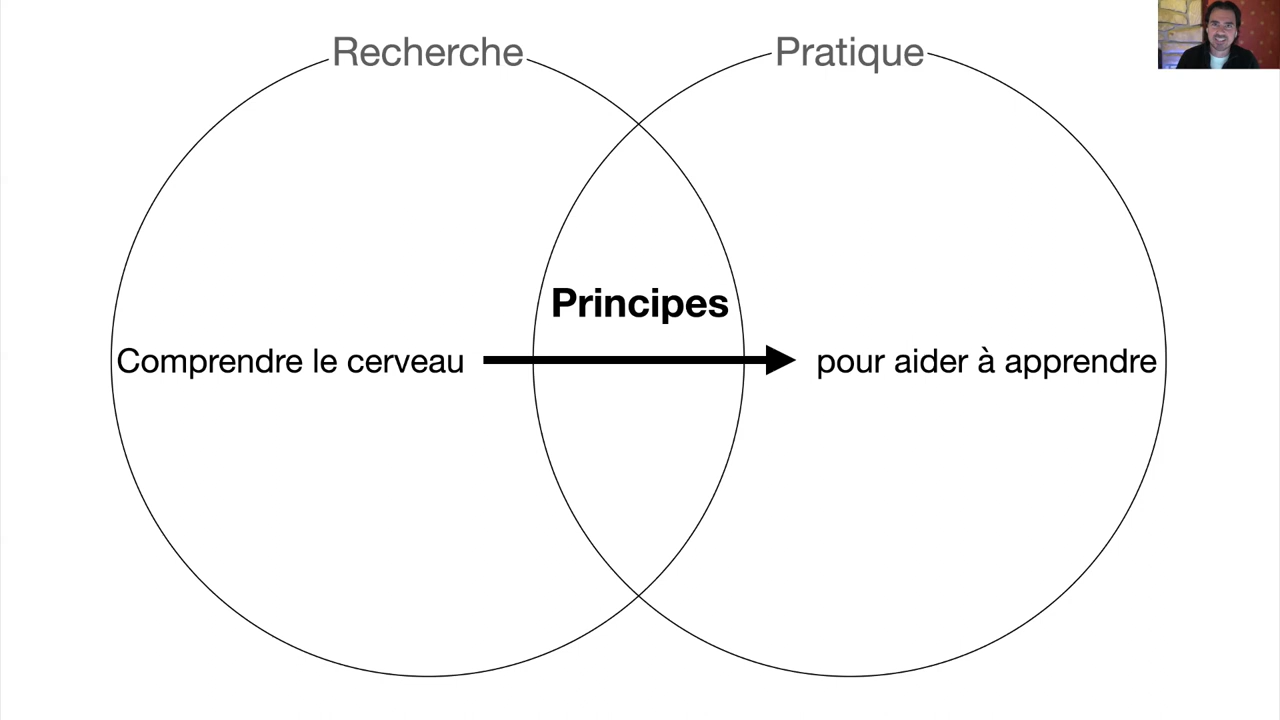 Recherche
Pratique
Principes
Comprendre le cerveau
pour aider à apprendre